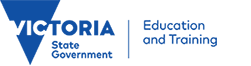 VICTORIA
State
Government
Education
and Training